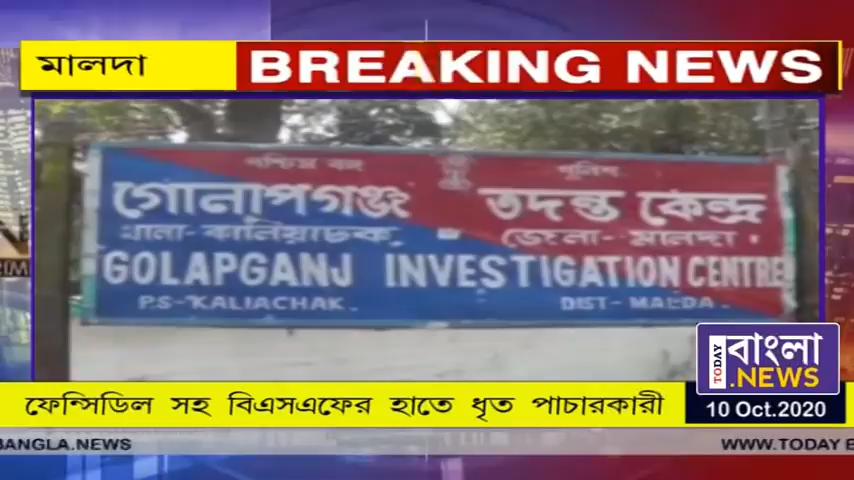 মালদা
BREAKING NEWS
পশ্চিম বঙ্গ পুলিশ
গোলাপগঞ্জ তদন্ত কেন্দ্র
থানা-কালিয়াচক, জেলা-মালদা।
GOLAPGANJ INVESTIGATION CENTRE
P.S-KALIACHAK. DIST-MALDA.
TODAY
বাংলা
.NEWS
ফেন্সিডিল সহ বিএসএফের হাতে ধৃত পাচারকারী
10 Oct.2020
BANGLA.NEWS
WWW.TODAY